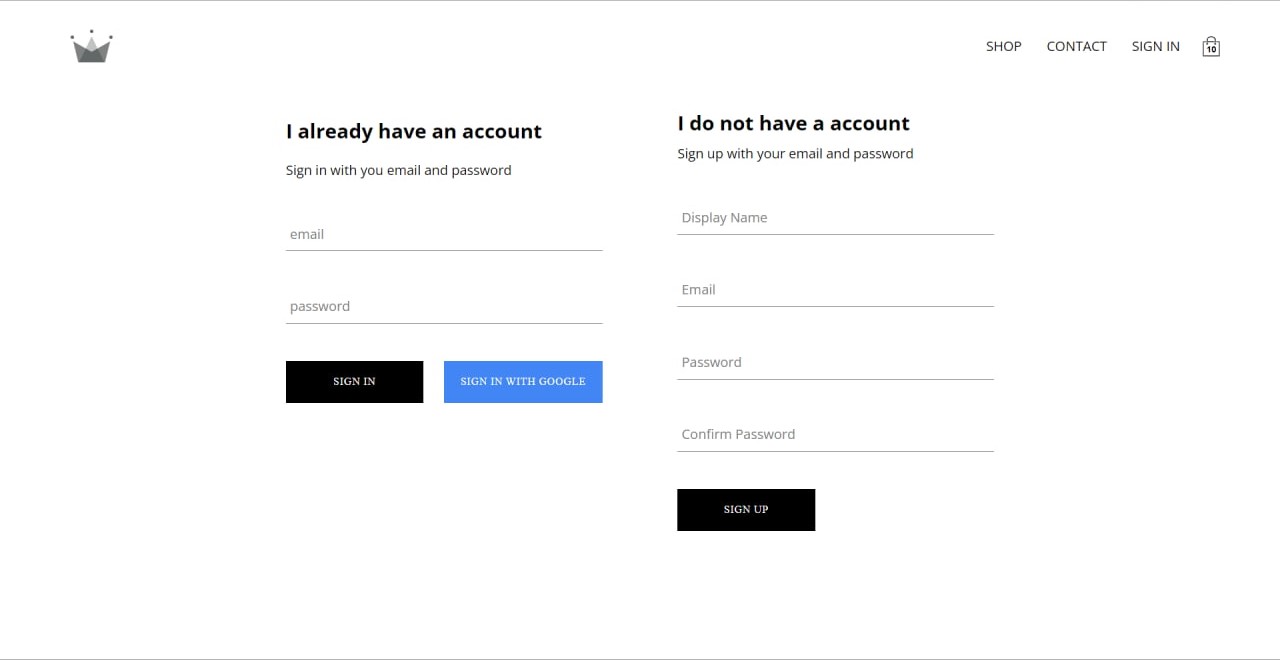 SHOP CONTACT SIGN IN 10
I already have an account
Sign in with you email and password
email
password
SIGN IN SIGN IN WITH GOOGLE
I do not have a account
Sign up with your email and password
Display Name
Email
Password
Confirm Password
SIGN UP